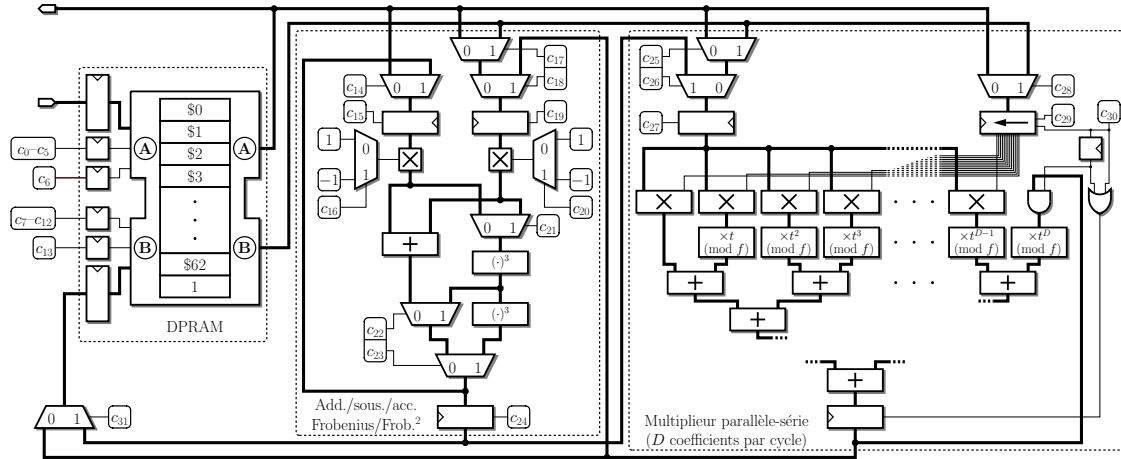 c17
c25
c18
c26
0 1
0 1
c14
0 1
0 1
1 0
0 1
c28
c15
c19
c27
c29
c30
$0
$1
$2
$3
$62
1
A
A
B
B
c0–c5
c6
c7–c12
c13
DPRAM
1
0
1
−1
c16
×
×
0
1
1
−1
c20
0 1
c21
+
(·)³
(·)³
0 1
c22
c23
0 1
c24
Add./sous./acc.
Frobenius/Frob.²
0 1
c31
× × × × · · · ×
×t
(mod f)
×t²
(mod f)
×t³
(mod f)
· · ·
×t^{D−1}
(mod f)
×t^D
(mod f)
+ + · · · +
+
+
Multiplieur parallèle-série
(D coefficients par cycle)